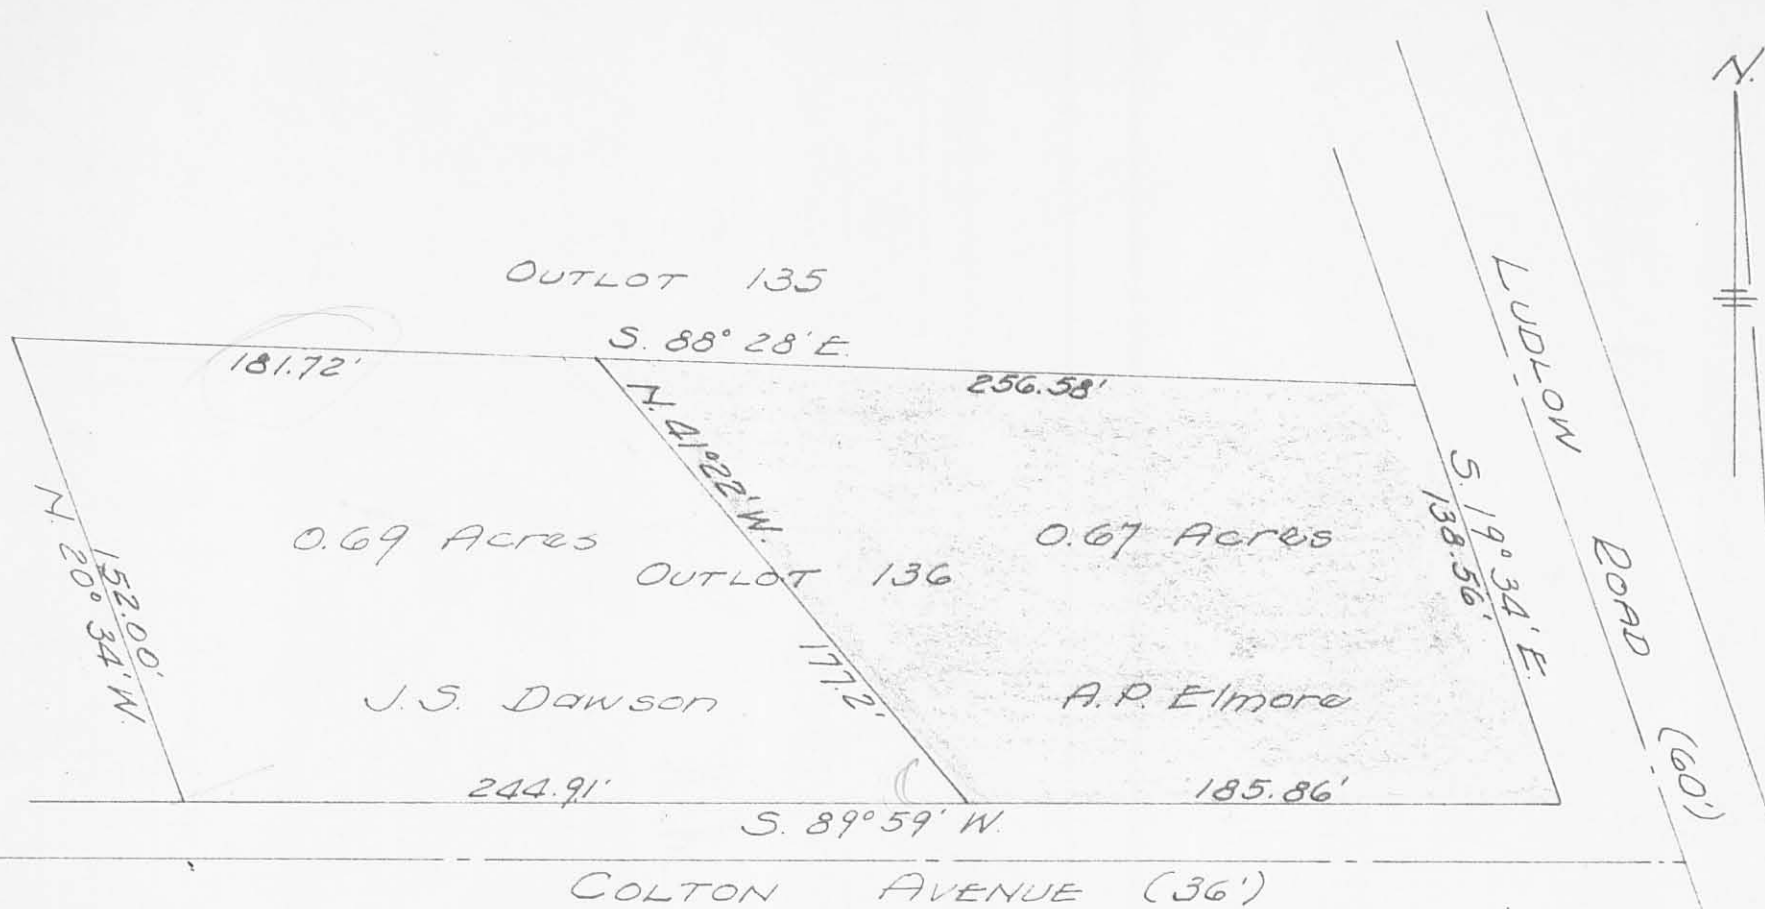 N.
OUTLOT 135
S. 88° 28' E.
181.72'
256.58'
LUDLOW ROAD (60')
N. 41°22' W.
177.2'
S. 19° 34' E.
138.56'
152.00'
N. 20° 34' W.
0.69 Acres
0.67 Acres
OUTLOT 136
J.S. Dawson
A.P. Elmore
244.91'
185.86'
S. 89°59' W.
COLTON AVENUE (36')